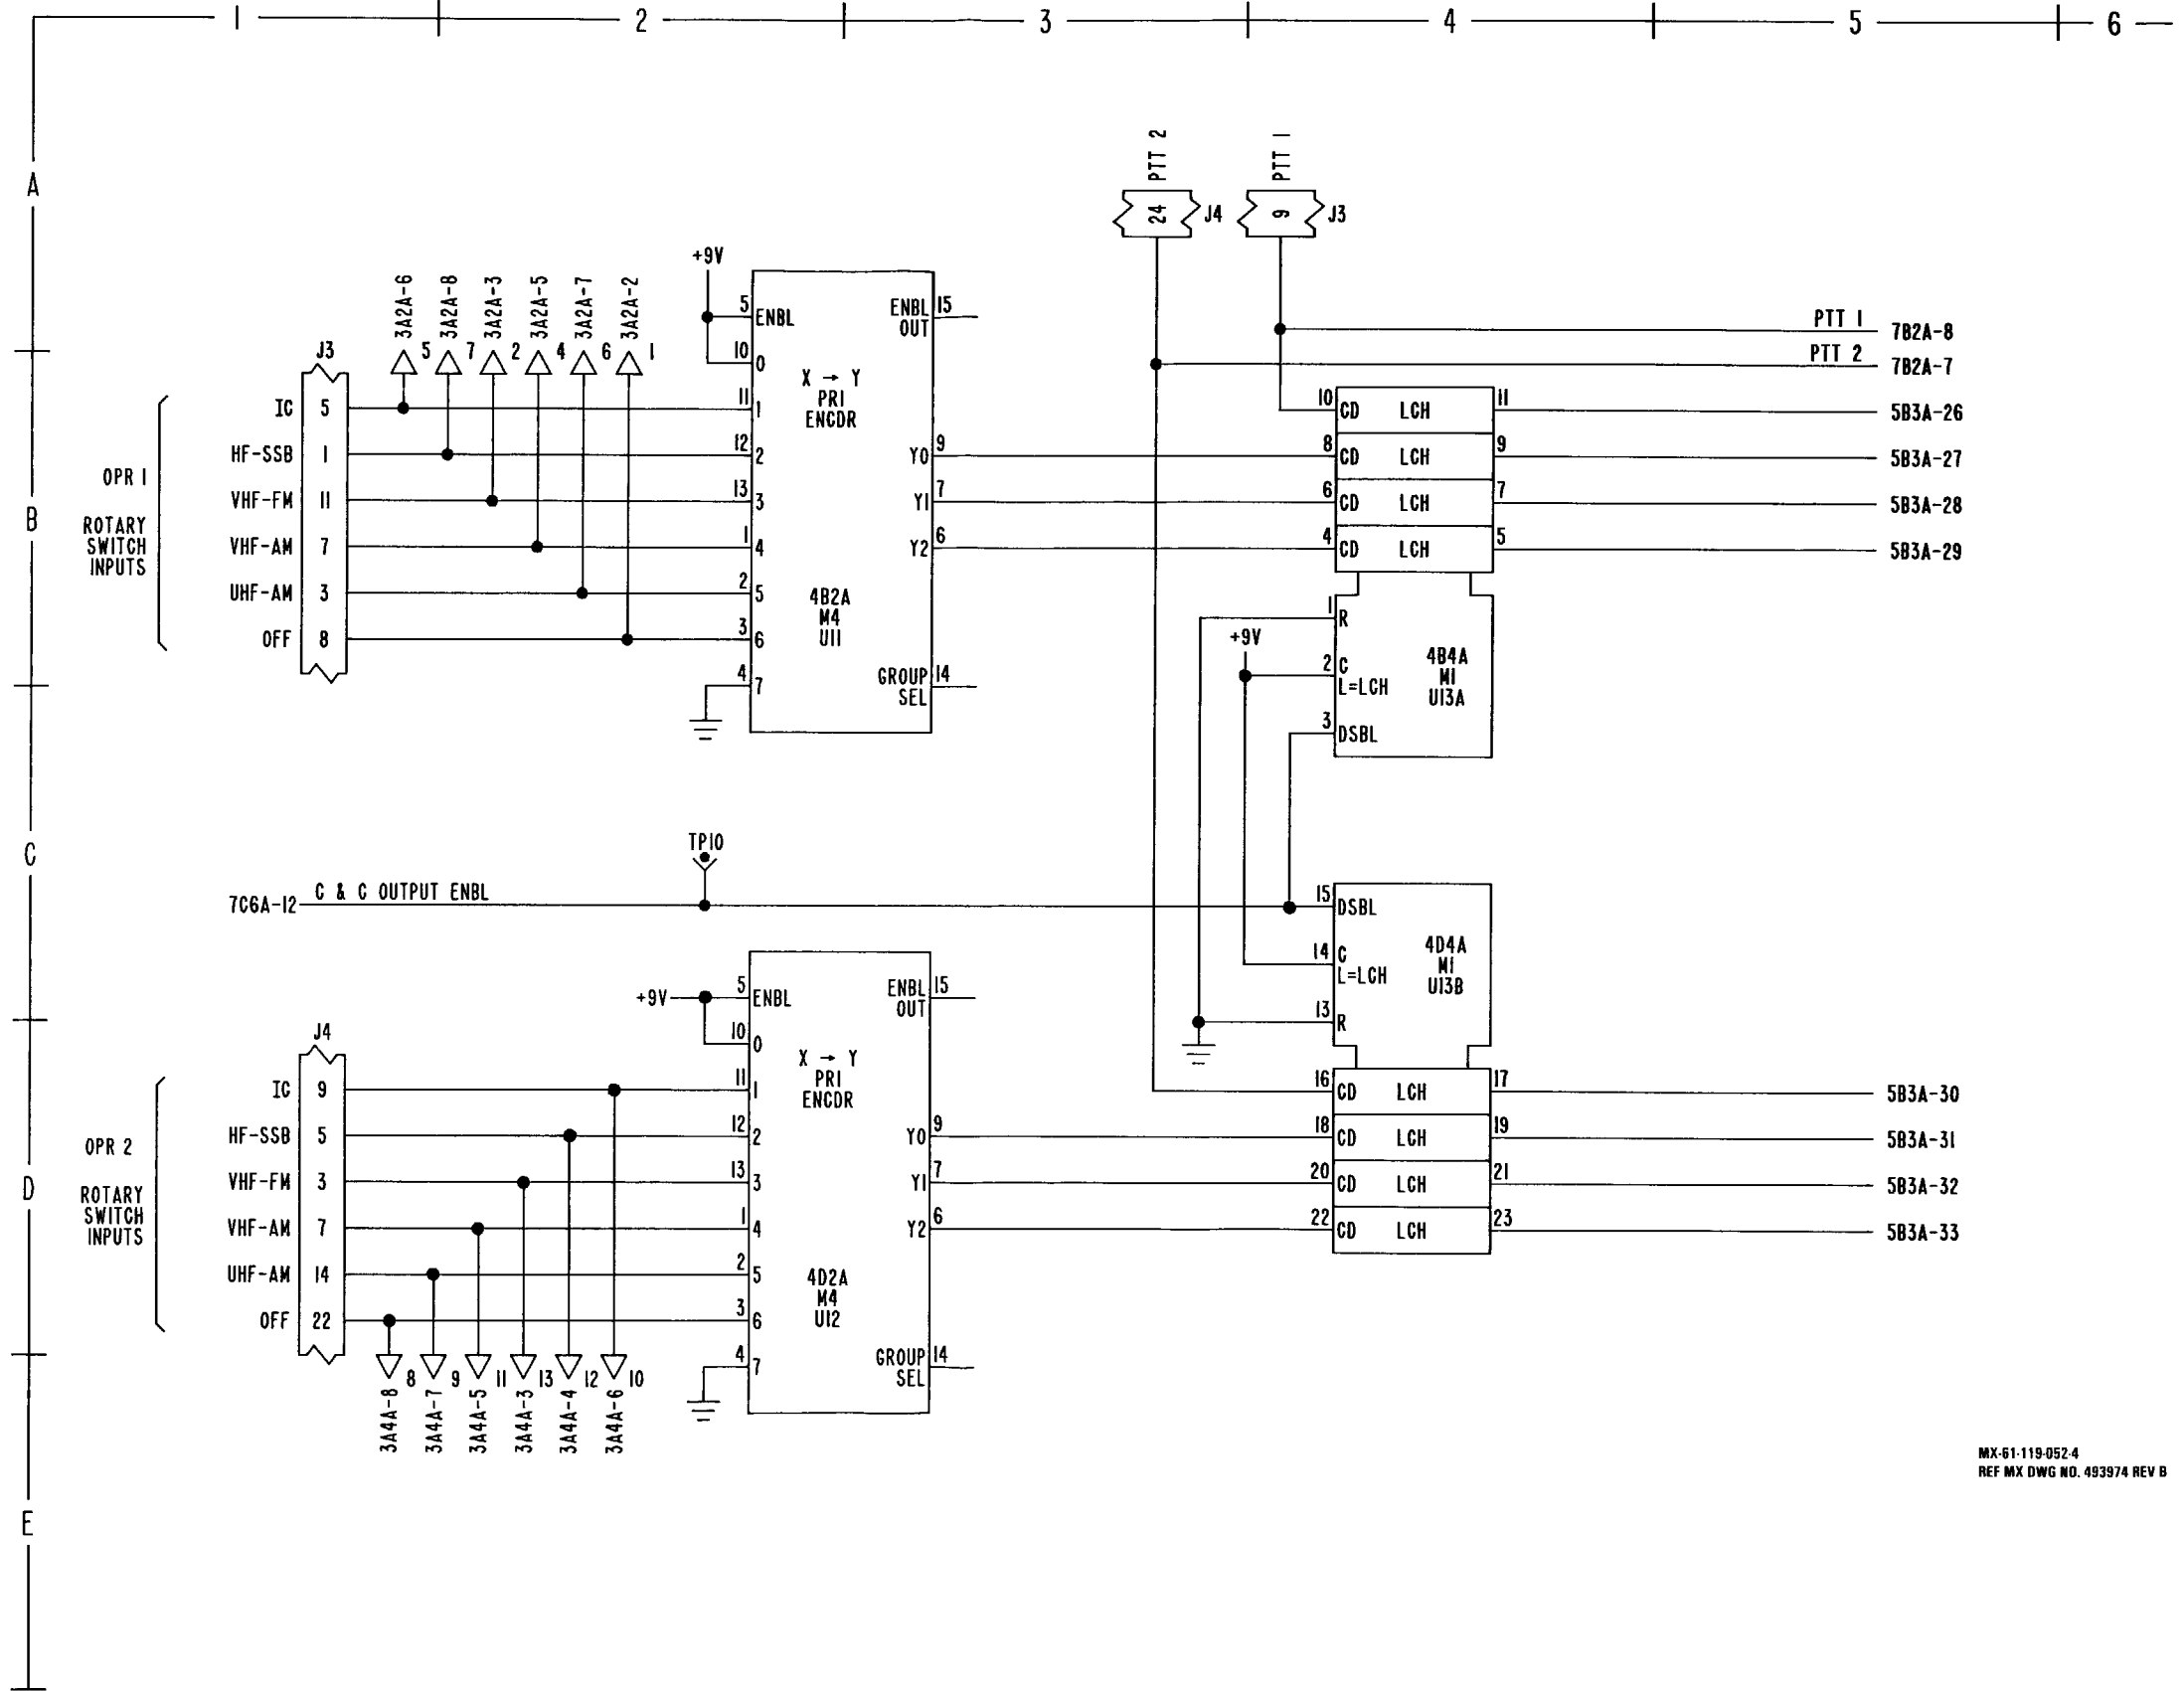 1 2 3 4 5 6
A
B
C
D
E
PTT 2
PTT 1
24 J4
9 J3
+9V
3A2A-6
3A2A-8
3A2A-3
3A2A-5
3A2A-7
3A2A-2
5 7 2 4 6 1
J3
OPR 1
ROTARY
SWITCH
INPUTS
IC 5
HF-SSB 1
VHF-FM 11
VHF-AM 7
UHF-AM 3
OFF 8
5 ENBL
10 0
11 1
12 2
13 3
1 4
2 5
3 6
4 7
X → Y
PRI
ENCDR
4B2A
M4
U11
ENBL 15
OUT
Y0 9
Y1 7
Y2 6
GROUP 14
SEL
PTT 1 7B2A-8
PTT 2 7B2A-7
10 CD LCH 11 5B3A-26
8 CD LCH 9 5B3A-27
6 CD LCH 7 5B3A-28
4 CD LCH 5 5B3A-29
1 R
+9V
2 C
L=LCH
3 DSBL
4B4A
M1
U13A
TP10
7C6A-12 C & C OUTPUT ENBL
15 DSBL
14 C
L=LCH
13 R
4D4A
M1
U13B
+9V
J4
OPR 2
ROTARY
SWITCH
INPUTS
IC 9
HF-SSB 5
VHF-FM 3
VHF-AM 7
UHF-AM 14
OFF 22
5 ENBL
10 0
11 1
12 2
13 3
1 4
2 5
3 6
4 7
X → Y
PRI
ENCDR
4D2A
M4
U12
ENBL 15
OUT
Y0 9
Y1 7
Y2 6
GROUP 14
SEL
16 CD LCH 17 5B3A-30
18 CD LCH 19 5B3A-31
20 CD LCH 21 5B3A-32
22 CD LCH 23 5B3A-33
8 9 11 13 12 10
3A4A-8
3A4A-7
3A4A-5
3A4A-3
3A4A-4
3A4A-6
MX-61-119-052-4
REF MX DWG NO. 493974 REV B